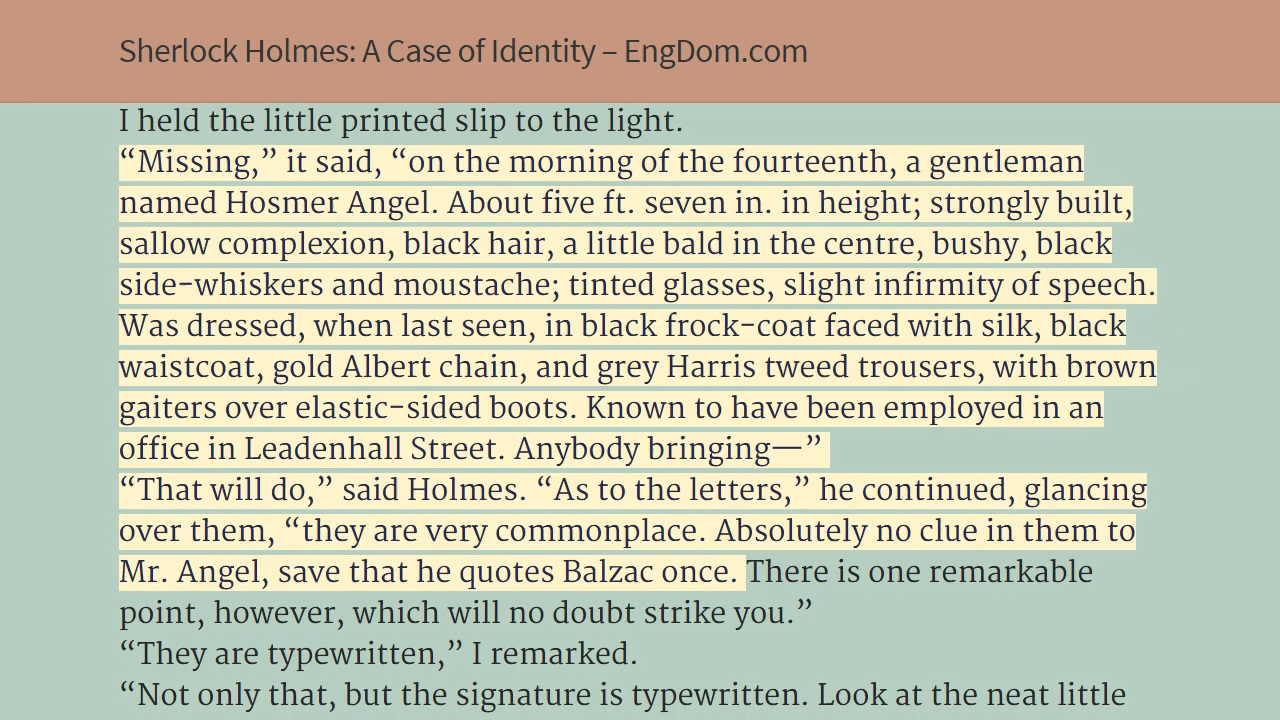 Sherlock Holmes: A Case of Identity – EngDom.com
I held the little printed slip to the light.
“Missing,” it said, “on the morning of the fourteenth, a gentleman
named Hosmer Angel. About five ft. seven in. in height; strongly built,
sallow complexion, black hair, a little bald in the centre, bushy, black
side-whiskers and moustache; tinted glasses, slight infirmity of speech.
Was dressed, when last seen, in black frock-coat faced with silk, black
waistcoat, gold Albert chain, and grey Harris tweed trousers, with brown
gaiters over elastic-sided boots. Known to have been employed in an
office in Leadenhall Street. Anybody bringing—”
“That will do,” said Holmes. “As to the letters,” he continued, glancing
over them, “they are very commonplace. Absolutely no clue in them to
Mr. Angel, save that he quotes Balzac once. There is one remarkable
point, however, which will no doubt strike you.”
“They are typewritten,” I remarked.
“Not only that, but the signature is typewritten. Look at the neat little